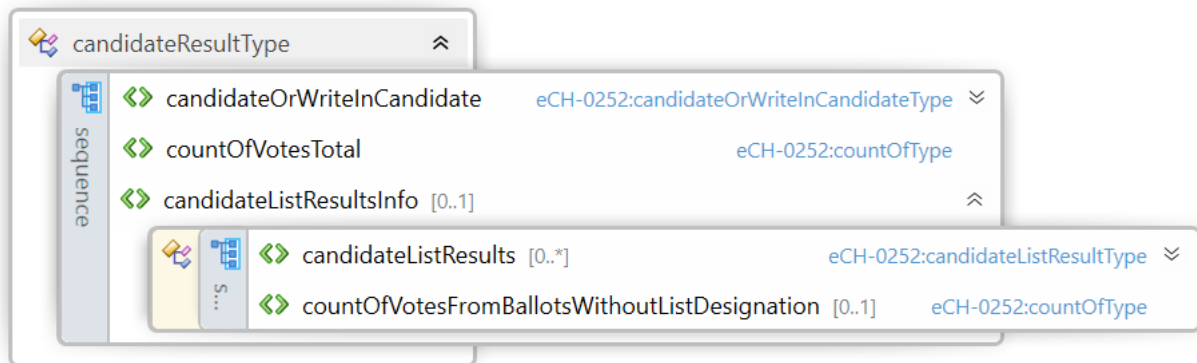 candidateResultType
sequence
candidateOrWriteInCandidate eCH-0252:candidateOrWriteInCandidateType
countOfVotesTotal eCH-0252:countOfType
candidateListResultsInfo [0..1]
s...
candidateListResults [0..*] eCH-0252:candidateListResultType
countOfVotesFromBallotsWithoutListDesignation [0..1] eCH-0252:countOfType